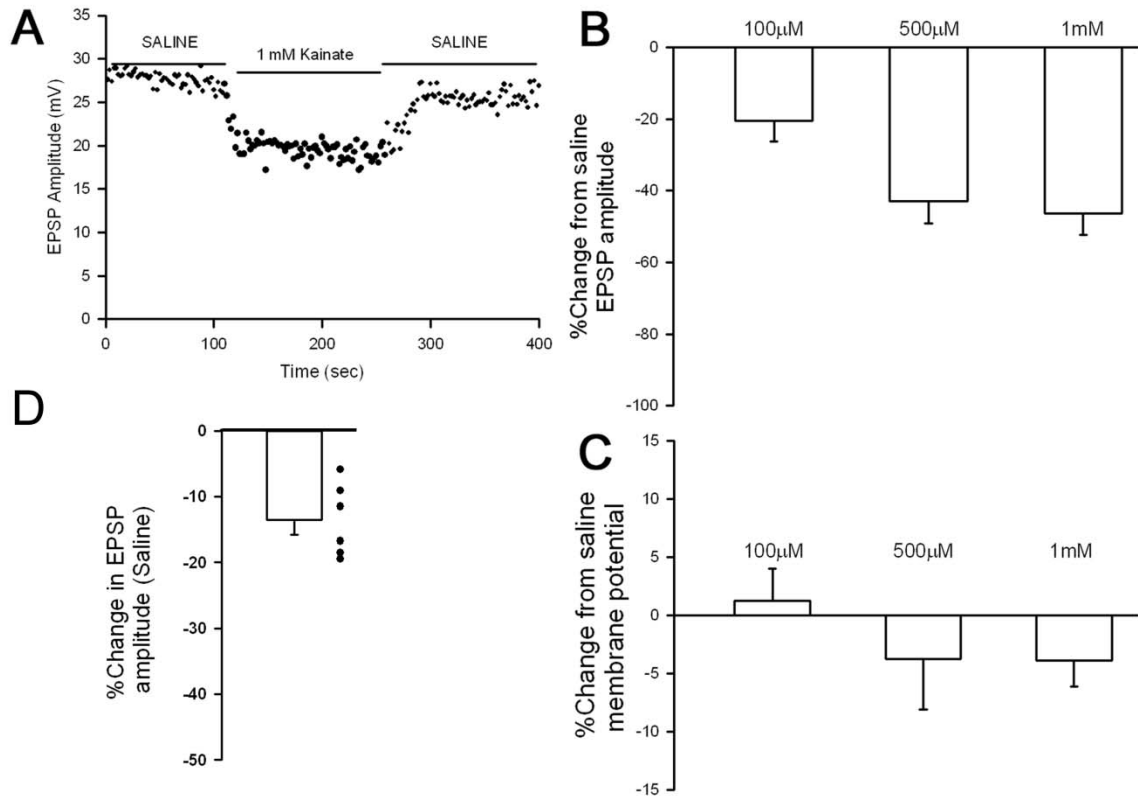 A
35
30
25
20
15
10
5
0
EPSP Amplitude (mV)
SALINE
1 mM Kainate
SALINE
0 100 200 300 400
Time (sec)
B
100μM 500μM 1mM
0
-20
-40
-60
-80
-100
%Change from saline
EPSP amplitude
D
0
-10
-20
-30
-40
-50
%Change in EPSP
amplitude (Saline)
C
15
10
5
0
-5
-10
-15
%Change from saline
membrane potential
100μM 500μM 1mM